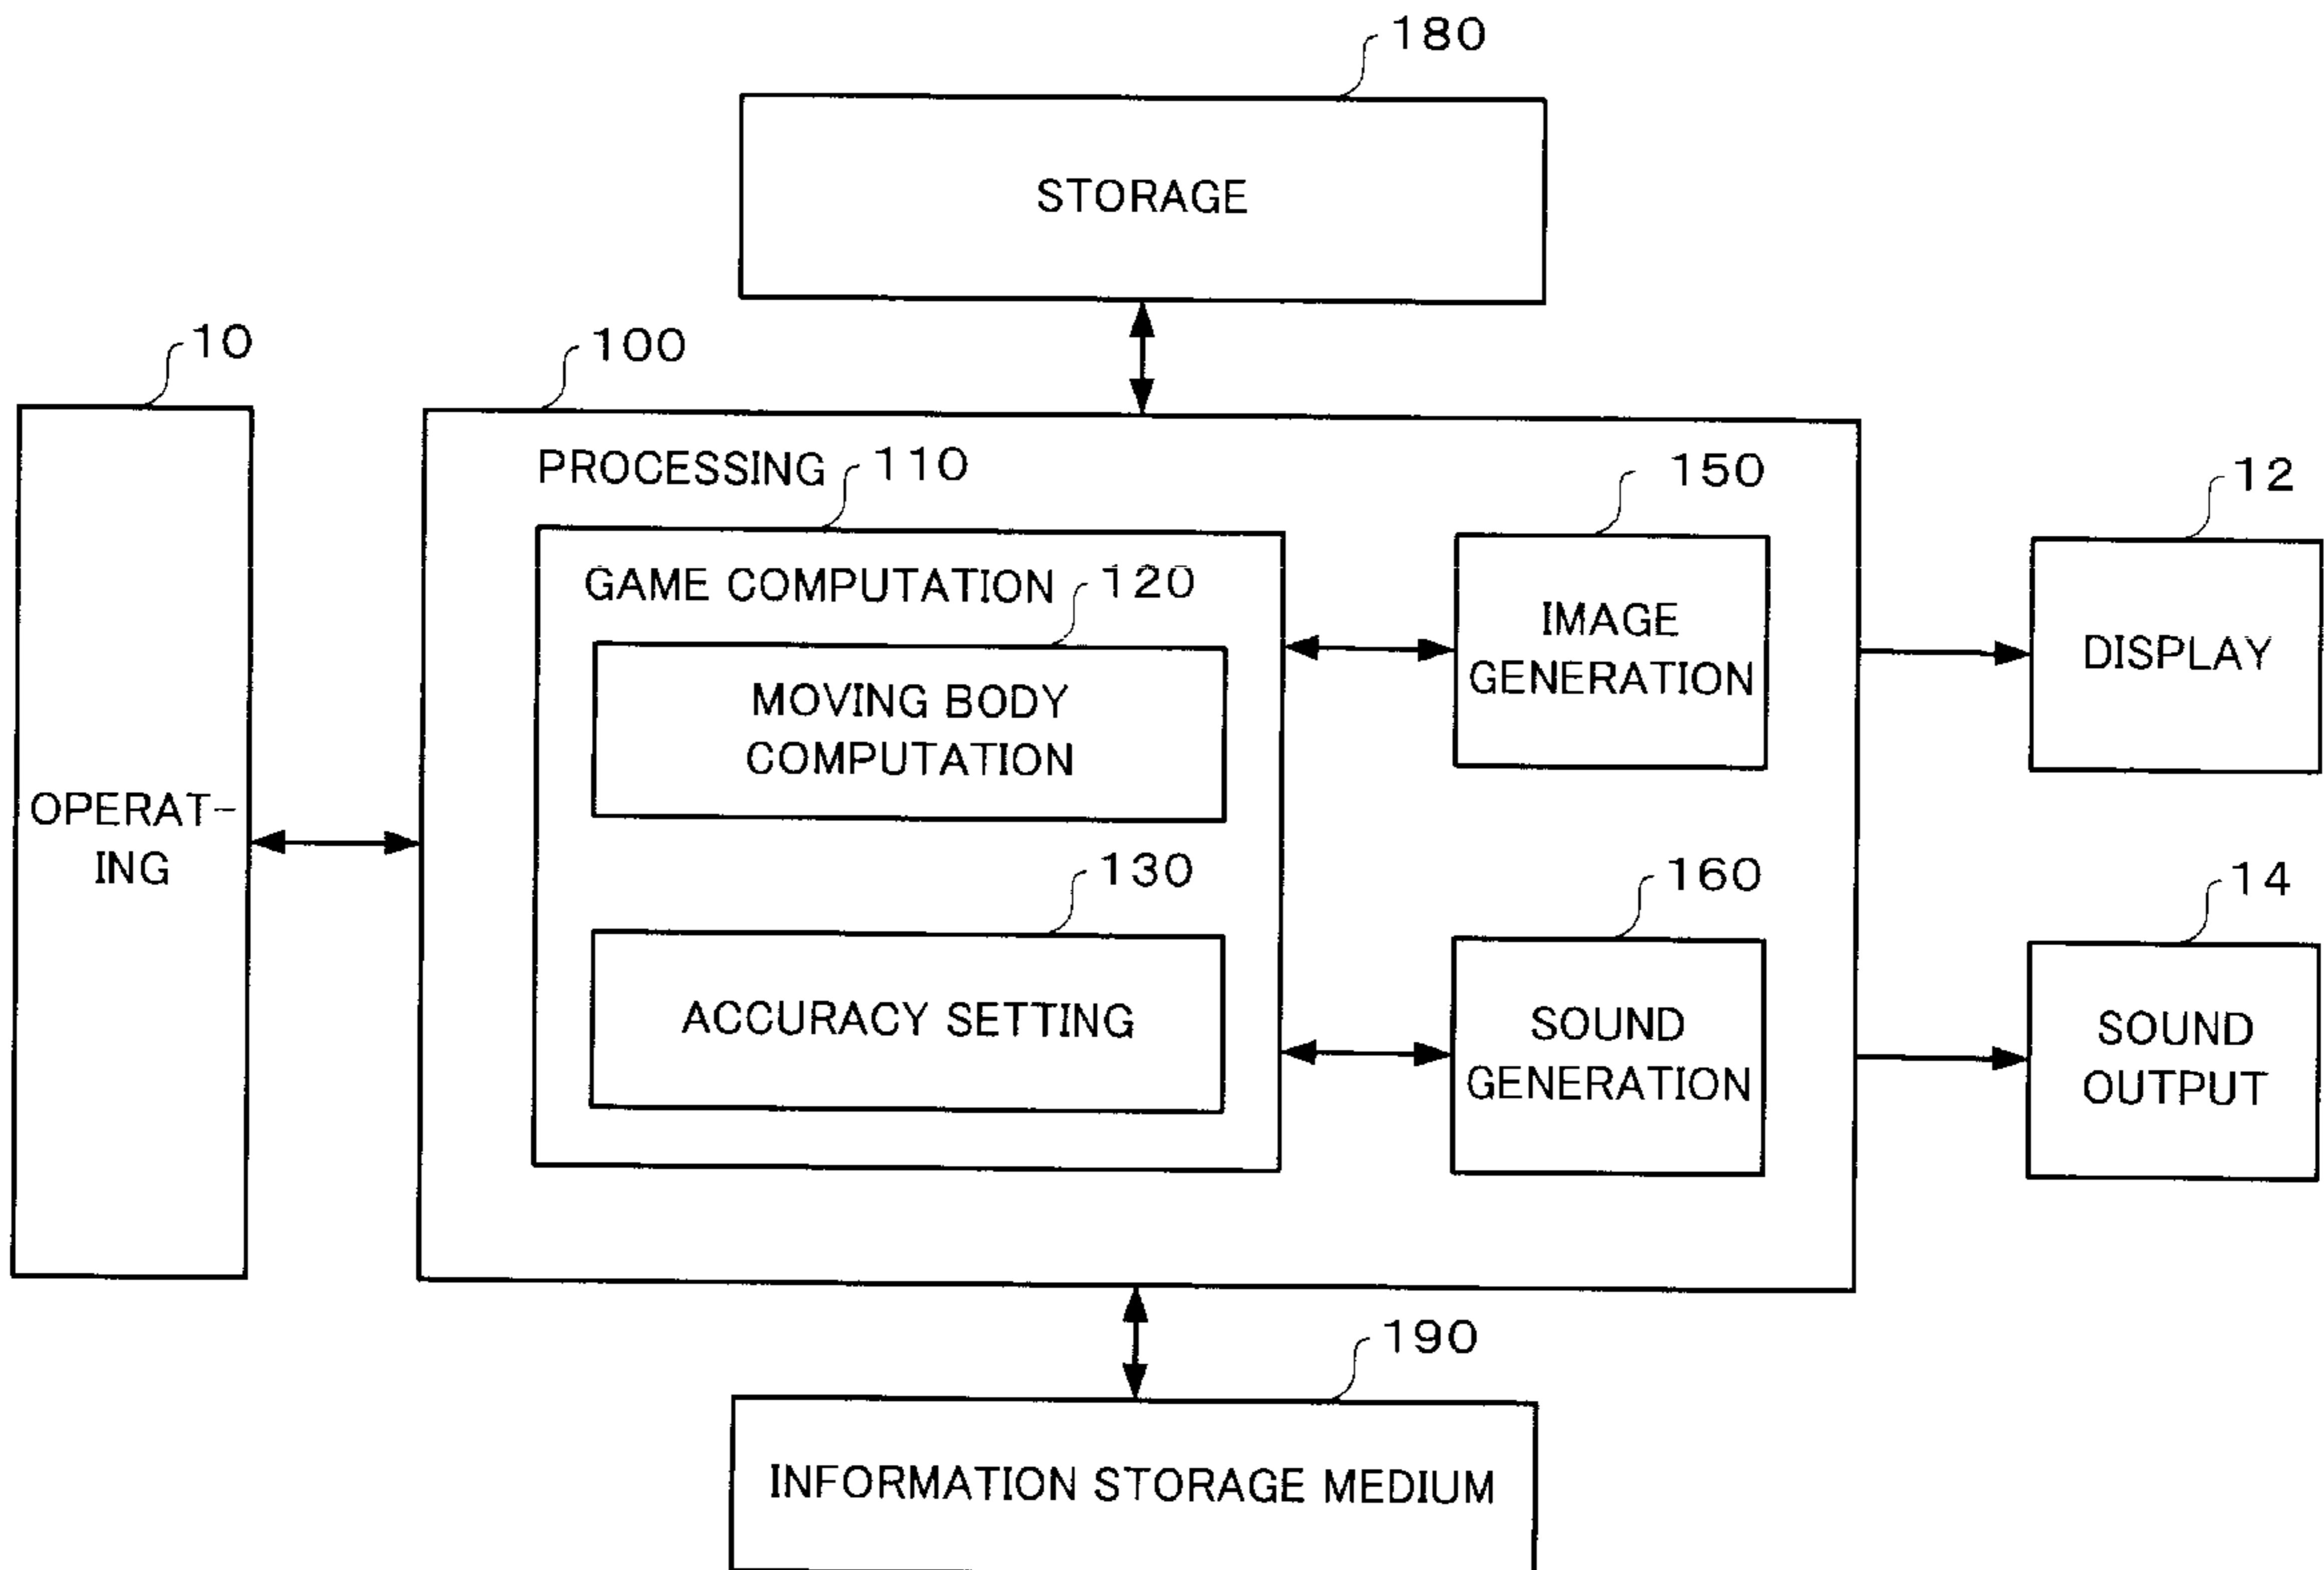 180
STORAGE
10
100
PROCESSING
110
150
12
GAME COMPUTATION
120
IMAGE
GENERATION
DISPLAY
MOVING BODY
COMPUTATION
OPERAT-
ING
130
160
14
ACCURACY SETTING
SOUND
GENERATION
SOUND
OUTPUT
190
INFORMATION STORAGE MEDIUM